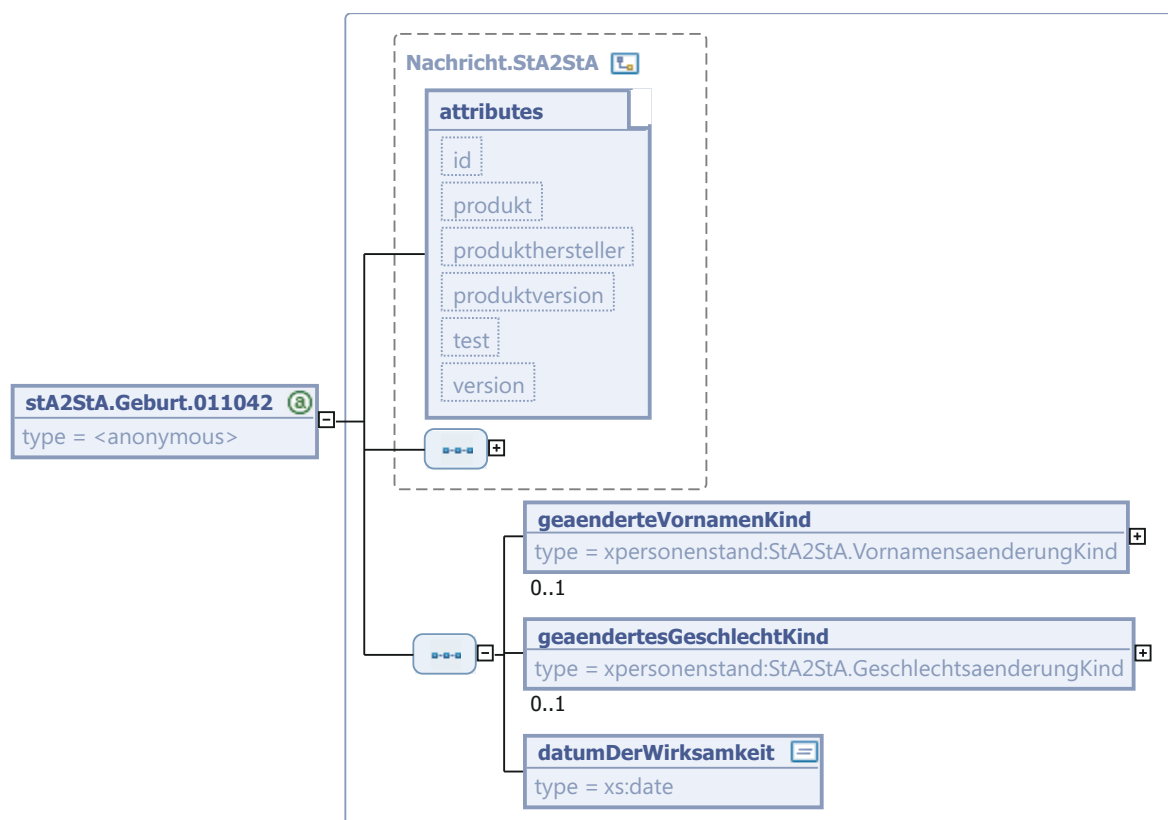 Nachricht.StA2StA
attributes
id
produkt
produkthersteller
produktversion
test
version
stA2StA.Geburt.011042
type = <anonymous>
geaenderteVornamenKind
type = xpersonenstand:StA2StA.VornamensaenderungKind
0..1
geaendertesGeschlechtKind
type = xpersonenstand:StA2StA.GeschlechtsaenderungKind
0..1
datumDerWirksamkeit
type = xs:date